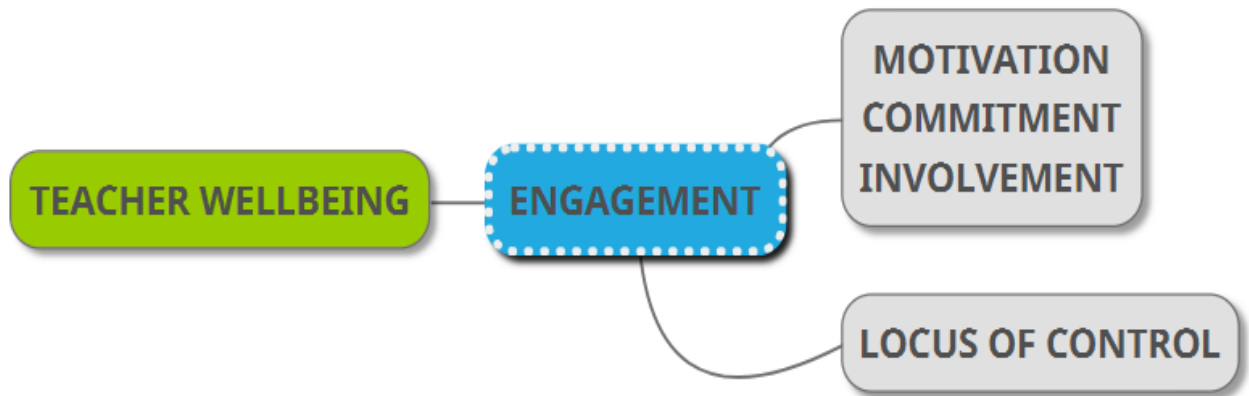 TEACHER WELLBEING
ENGAGEMENT
MOTIVATION
COMMITMENT
INVOLVEMENT
LOCUS OF CONTROL